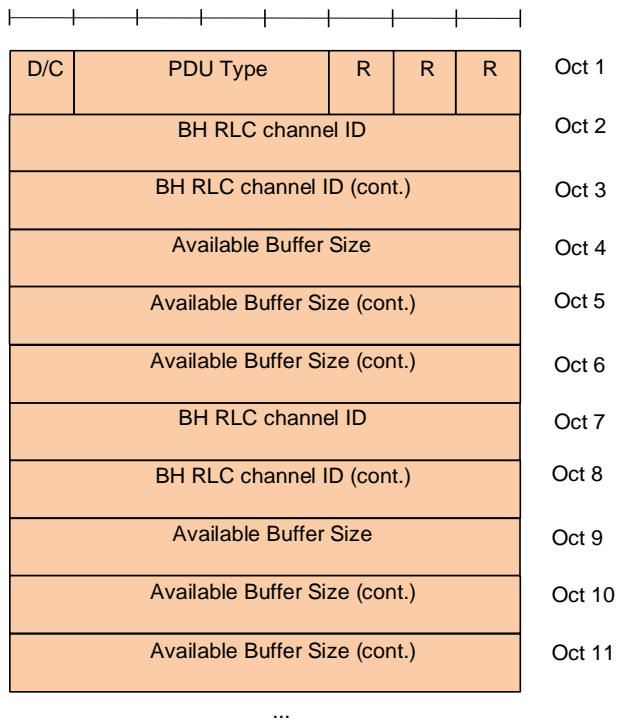 D/C PDU Type R R R Oct 1
BH RLC channel ID Oct 2
BH RLC channel ID (cont.) Oct 3
Available Buffer Size Oct 4
Available Buffer Size (cont.) Oct 5
Available Buffer Size (cont.) Oct 6
BH RLC channel ID Oct 7
BH RLC channel ID (cont.) Oct 8
Available Buffer Size Oct 9
Available Buffer Size (cont.) Oct 10
Available Buffer Size (cont.) Oct 11
...